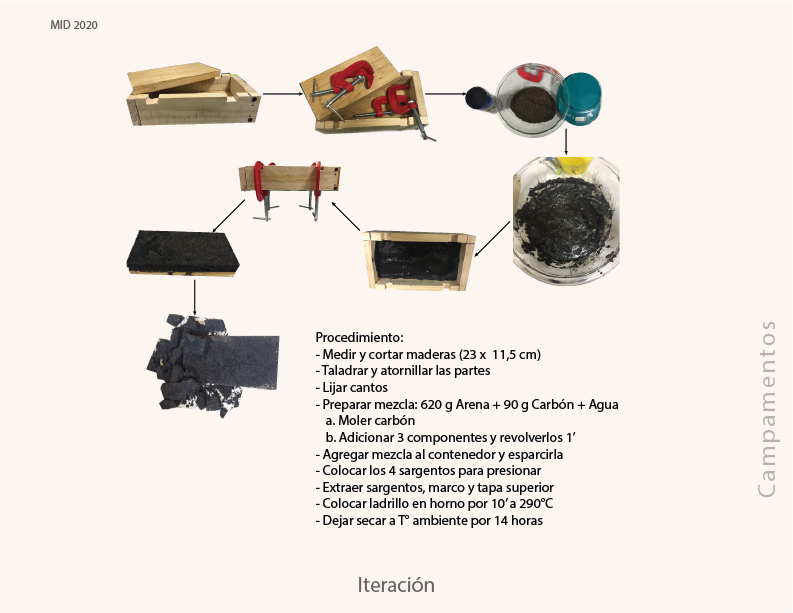 MID 2020
Procedimiento:
- Medir y cortar maderas (23 x 11,5 cm)
- Taladrar y atornillar las partes
- Lijar cantos
- Preparar mezcla: 620 g Arena + 90 g Carbón + Agua
a. Moler carbón
b. Adicionar 3 componentes y revolverlos 1’
- Agregar mezcla al contenedor y esparcirla
- Colocar los 4 sargentos para presionar
- Extraer sargentos, marco y tapa superior
- Colocar ladrillo en horno por 10’ a 290°C
- Dejar secar a T° ambiente por 14 horas
Campamentos
Iteración